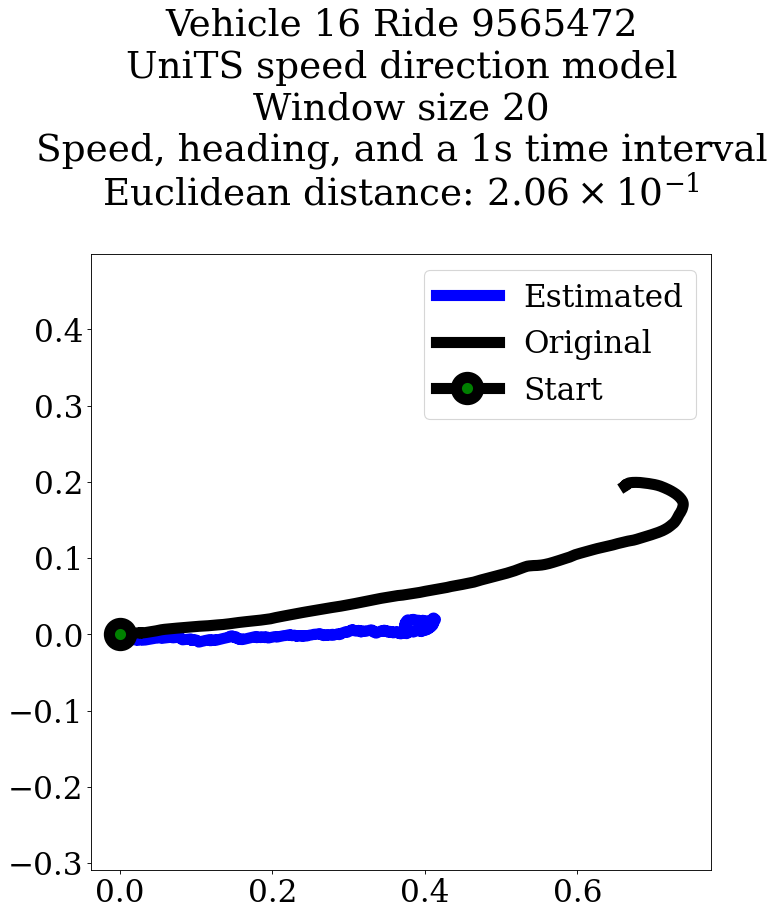 Vehicle 16 Ride 9565472
UniTS speed direction model
Window size 20
Speed, heading, and a 1s time interval
Euclidean distance: 2.06 × 10⁻¹
Estimated
Original
Start
0.4
0.3
0.2
0.1
0.0
−0.1
−0.2
−0.3
0.0 0.2 0.4 0.6